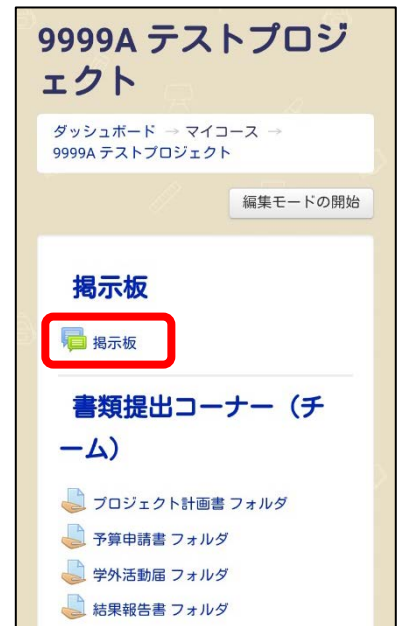 9999A テストプロジ
ェクト
ダッシュボード → マイコース →
9999A テストプロジェクト
編集モードの開始
掲示板
掲示板
書類提出コーナー（チ
ーム）
プロジェクト計画書 フォルダ
予算申請書 フォルダ
学外活動届 フォルダ
結果報告書 フォルダ